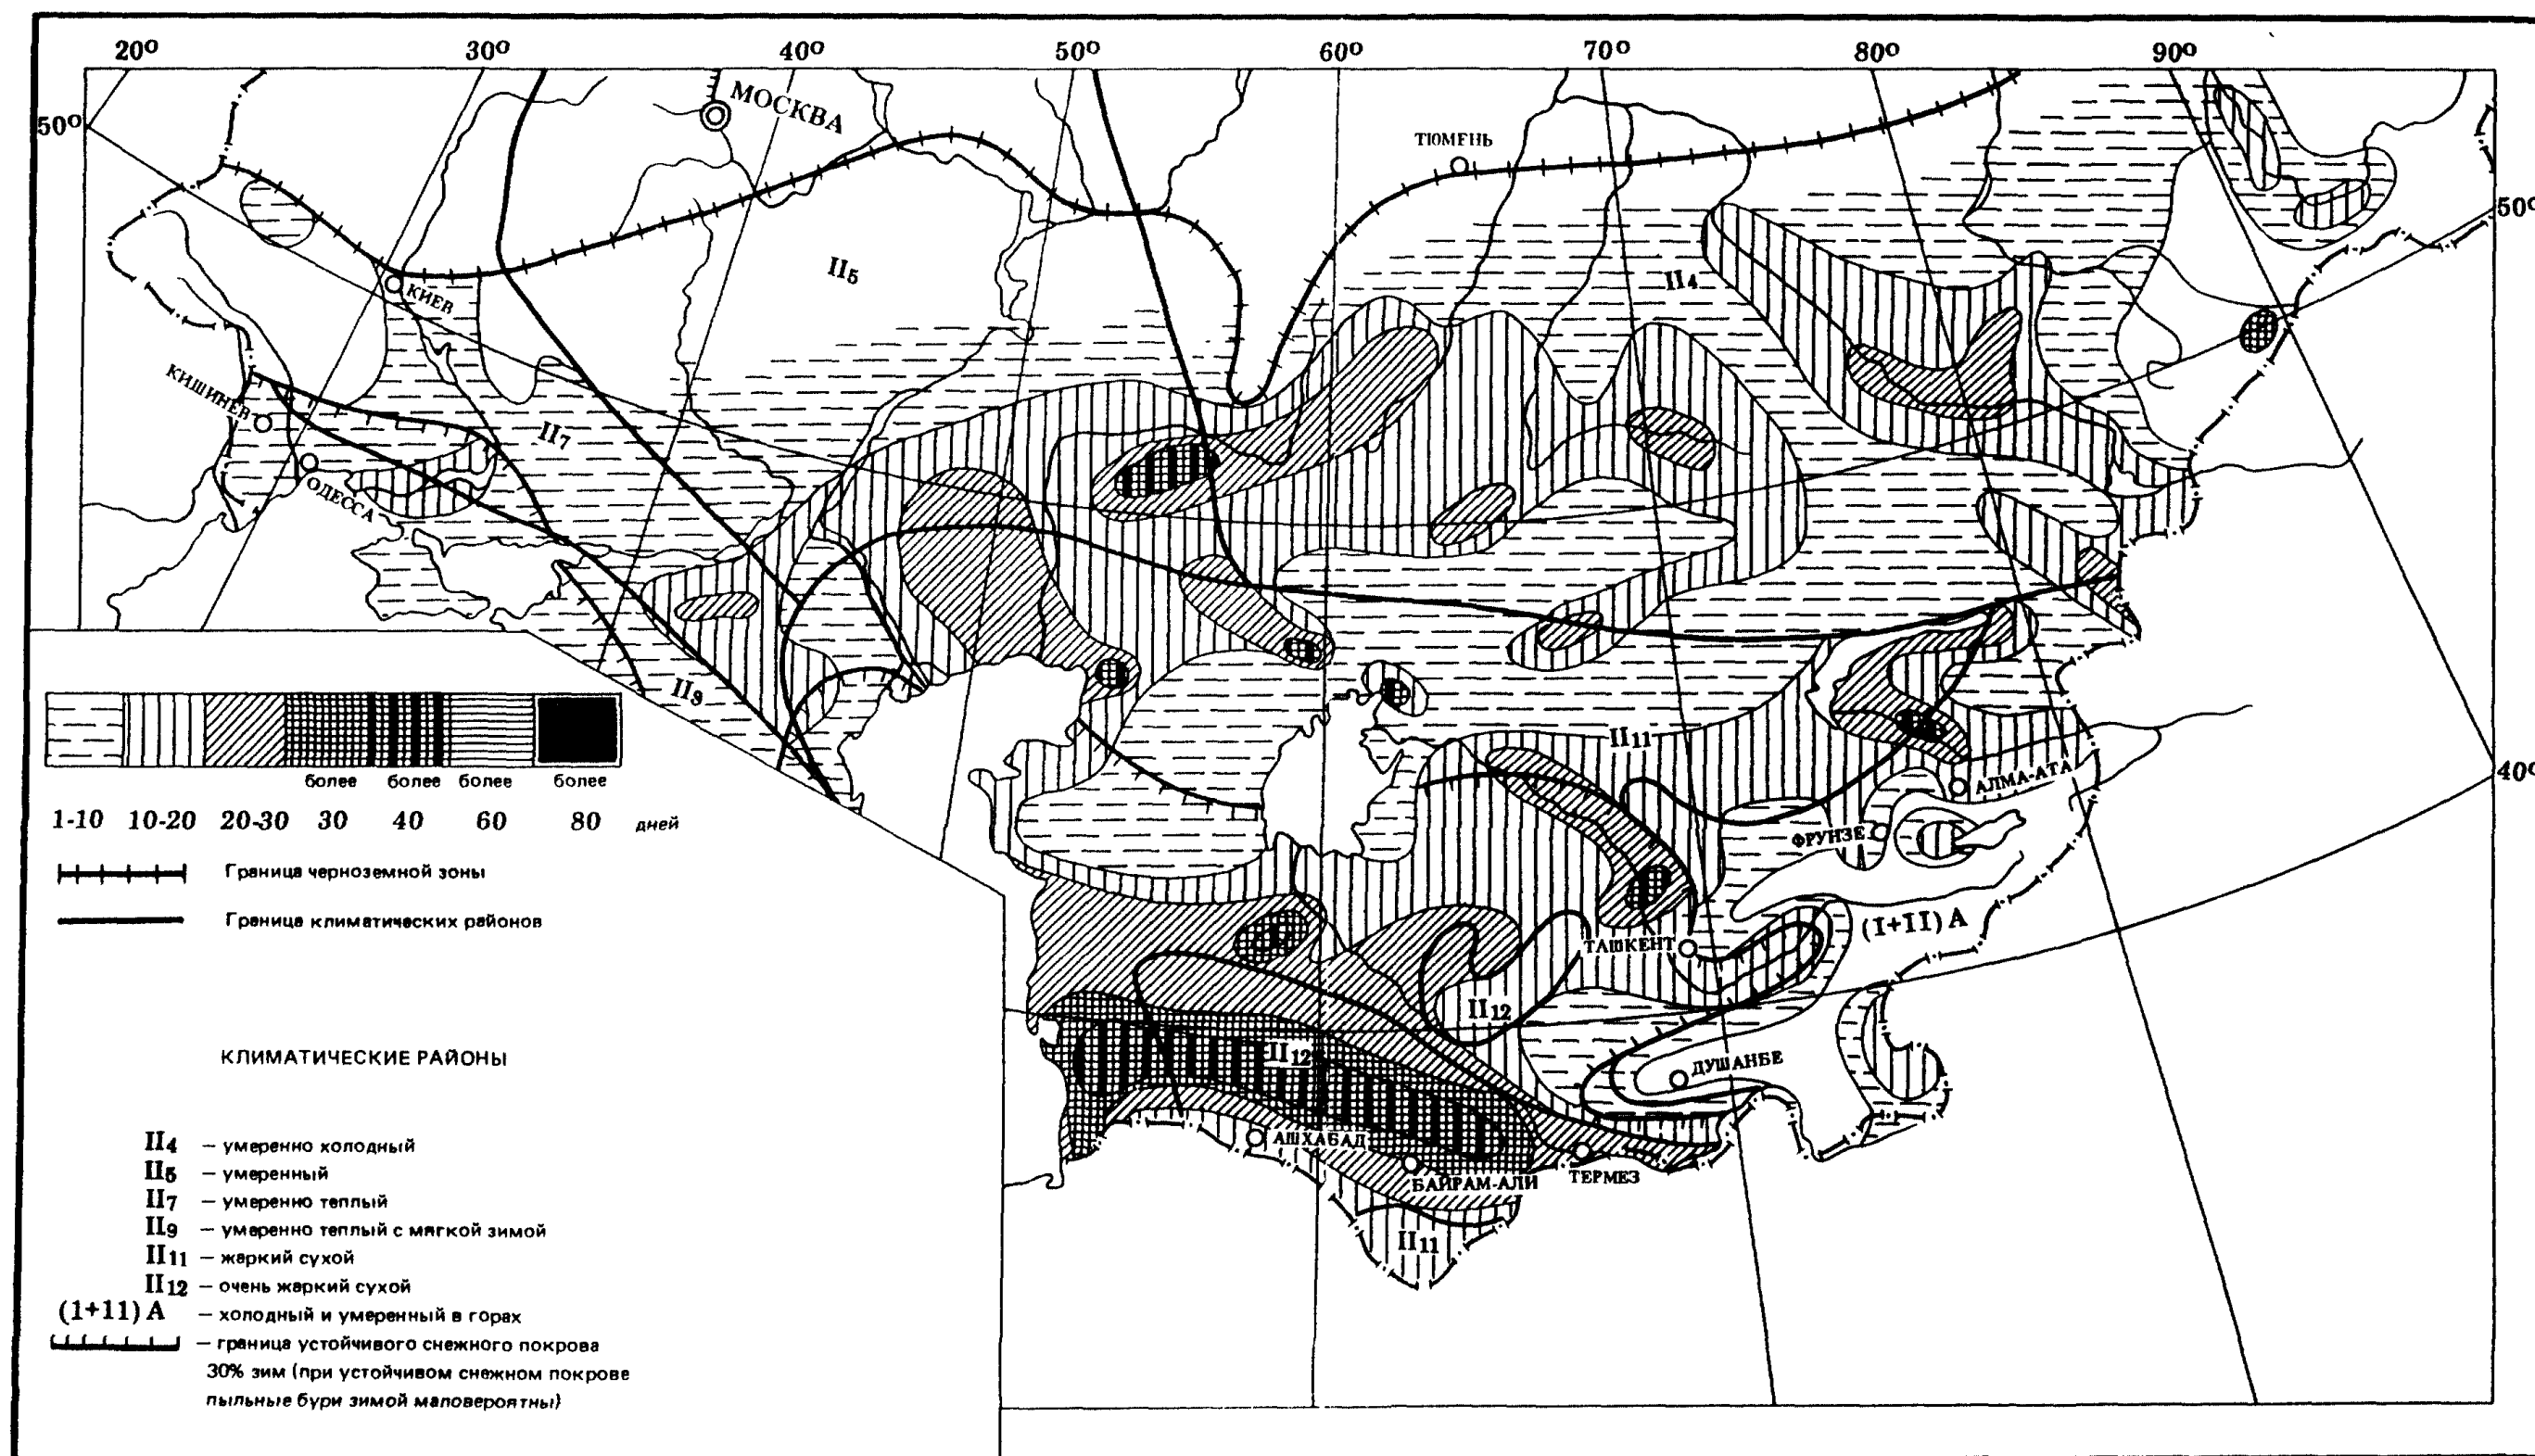 20° 30° 40° 50° 60° 70° 80° 90°
50°
МОСКВА
ТЮМЕНЬ
50°
II5
II4
КИЕВ
КИШИНЕВ
II7
ОДЕССА
II9
II11
АЛМА-АТА
40°
ФРУНЗЕ
(I+II) А
ТАШКЕНТ
II12
II12
ДУШАНБЕ
АШХАБАД
БАЙРАМ-АЛИ
ТЕРМЕЗ
II11
более более более более
1-10 10-20 20-30 30 40 60 80 дней
Граница черноземной зоны
Граница климатических районов
КЛИМАТИЧЕСКИЕ РАЙОНЫ
II4 — умеренно холодный
II5 — умеренный
II7 — умеренно теплый
II9 — умеренно теплый с мягкой зимой
II11 — жаркий сухой
II12 — очень жаркий сухой
(1+11) А — холодный и умеренный в горах
— граница устойчивого снежного покрова
30% зим (при устойчивом снежном покрове
пыльные бури зимой маловероятны)